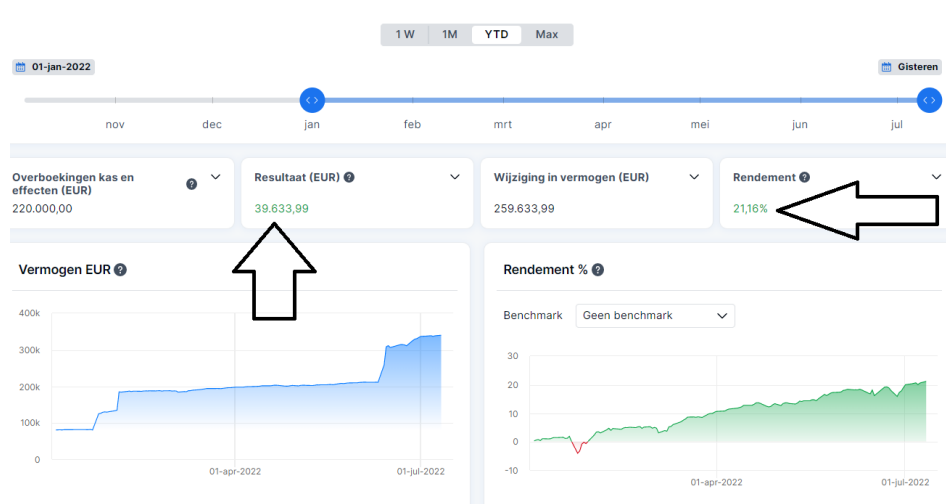 1 W 1M YTD Max
01-jan-2022 Gisteren
nov dec jan feb mrt apr mei jun jul
Overboekingen kas en
effecten (EUR)
220.000,00
Resultaat (EUR)
39.633,99
Wijziging in vermogen (EUR)
259.633,99
Rendement
21,16%
Vermogen EUR
400k
300k
200k
100k
0
01-apr-2022 01-jul-2022
Rendement %
Benchmark Geen benchmark
30
20
10
0
-10
01-apr-2022 01-jul-2022